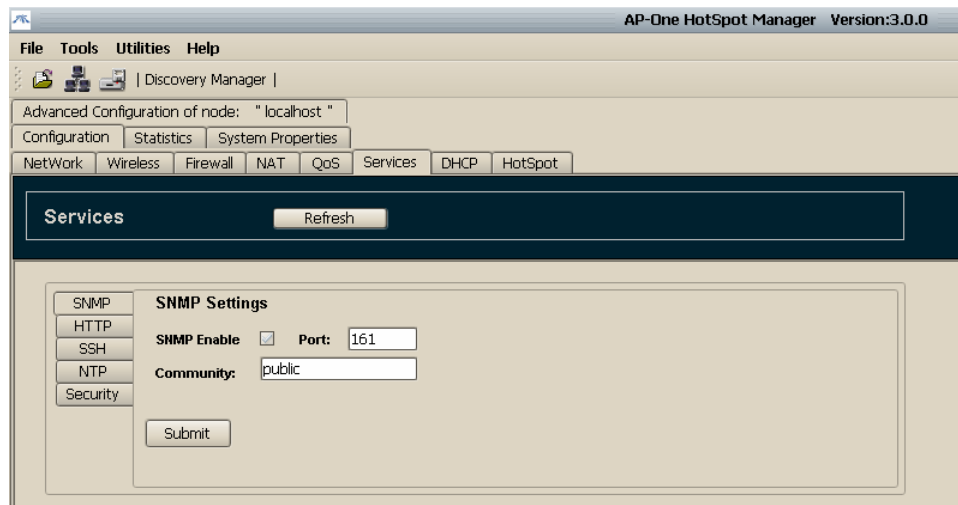 AP-One HotSpot Manager Version:3.0.0
File Tools Utilities Help
| Discovery Manager |
Advanced Configuration of node: " localhost "
Configuration Statistics System Properties
NetWork Wireless Firewall NAT QoS Services DHCP HotSpot
Services Refresh
SNMP
HTTP
SSH
NTP
Security
SNMP Settings
SNMP Enable Port: 161
Community: public
Submit